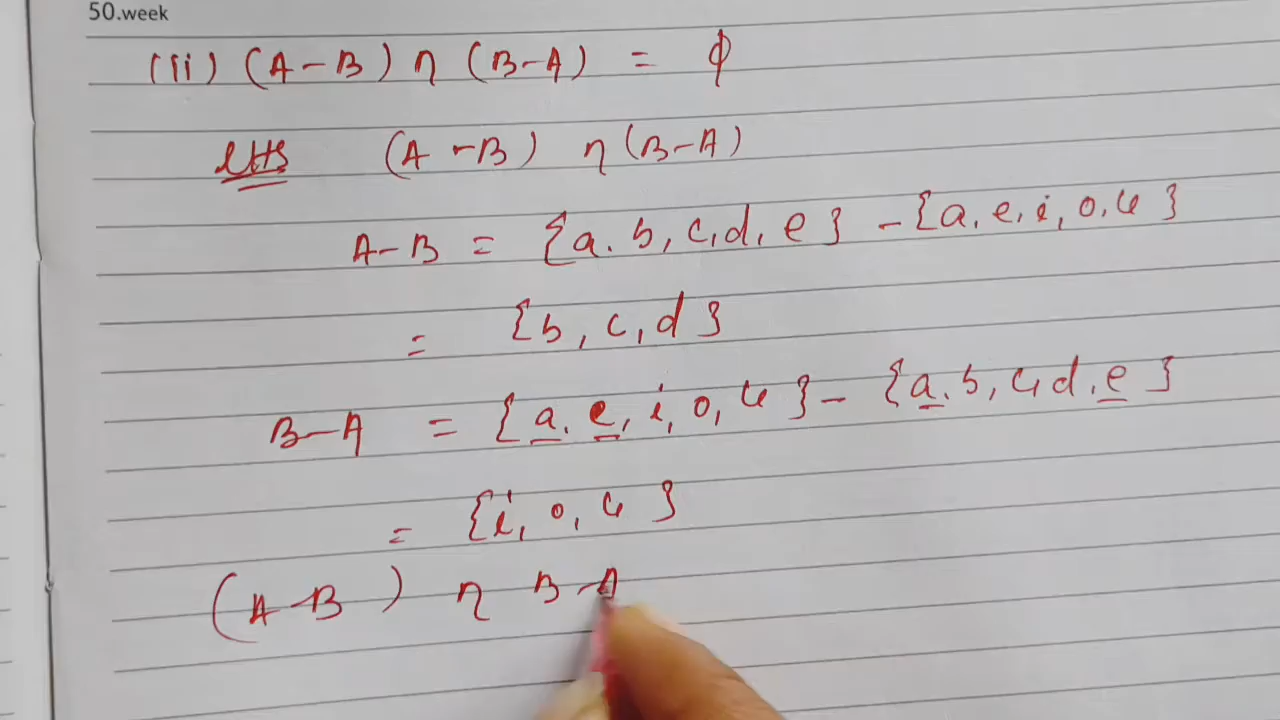 50.week
(ii) (A-B) ∩ (B-A) = ϕ
LHS (A-B) ∩ (B-A)
A-B = {a.b,c,d,e} - {a,e,i,o,u}
= {b,c,d}
B-A = {a.e,i,o,u} - {a.b,c,d.e}
= {i,o,u}
(A-B) ∩ B-A